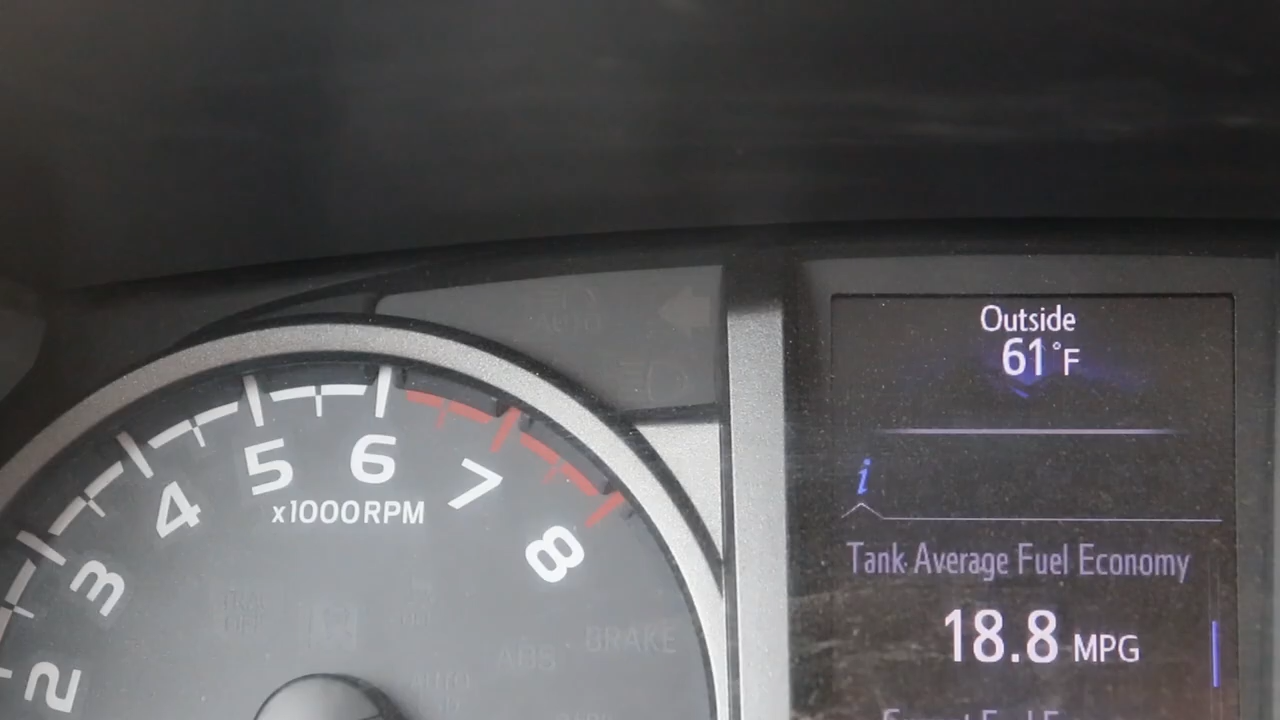 Outside
61°F
i
5 6
4 7
x1000RPM
3 8
2
Tank Average Fuel Economy
18.8 MPG
ABS BRAKE